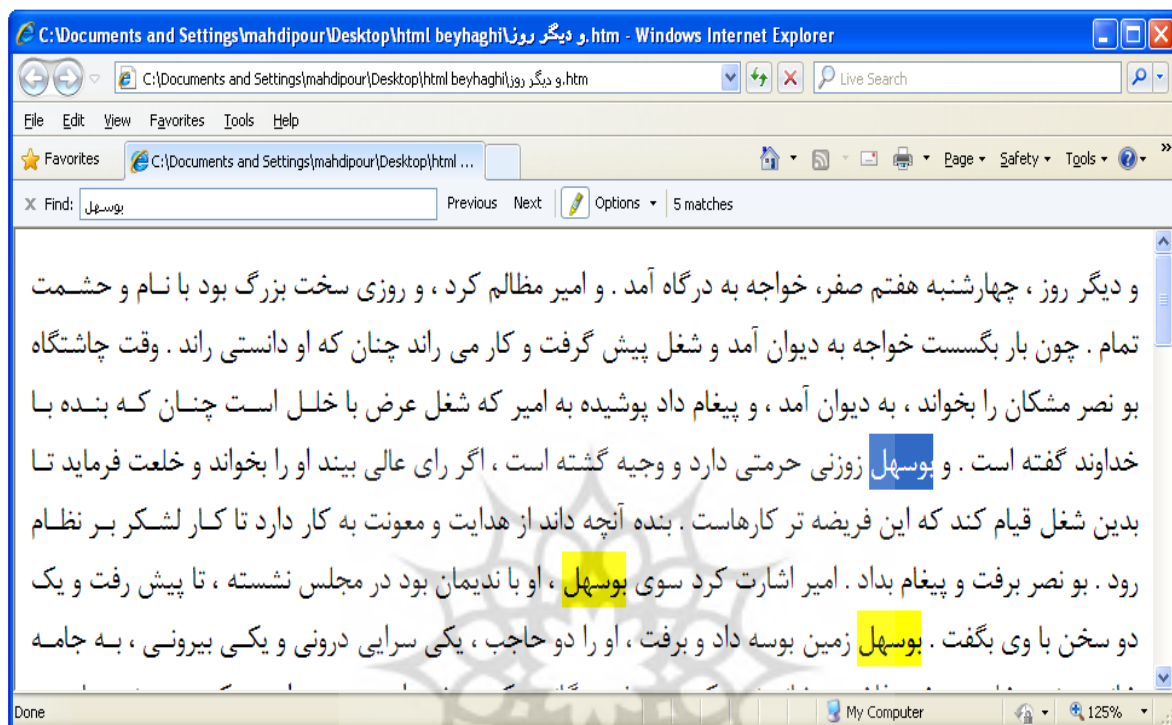 C:\Documents and Settings\mahdipour\Desktop\html beyhaghi\و دیگر روز.htm - Windows Internet Explorer
C:\Documents and Settings\mahdipour\Desktop\html beyhaghi\و دیگر روز.htm
Live Search
File Edit View Favorites Tools Help
Favorites C:\Documents and Settings\mahdipour\Desktop\html ... Page Safety Tools
X Find: بوسهل Previous Next Options 5 matches
و دیگر روز ، چهارشنبه هفتم صفر، خواجه به درگاه آمد . و امیر مظالم کرد ، و روزی سخت بزرگ بود با نـام و حشـمت
تمام . چون بار بگسست خواجه به دیوان آمد و شغل پیش گرفت و کار می راند چنان که او دانستی راند . وقت چاشتگاه
بو نصر مشکان را بخواند ، به دیوان آمد ، و پیغام داد پوشیده به امیر که شغل عرض با خلـل اسـت چنـان کـه بنـده بـا
خداوند گفته است . و بوسهل زوزنی حرمتی دارد و وجیه گشته است ، اگر رای عالی بیند او را بخواند و خلعت فرماید تـا
بدین شغل قیام کند که این فریضه تر کارهاست . بنده آنچه داند از هدایت و معونت به کار دارد تا کـار لشـکر بـر نظـام
رود . بو نصر برفت و پیغام بداد . امیر اشارت کرد سوی بوسهل ، او با ندیمان بود در مجلس نشسته ، تا پیش رفت و یک
دو سخن با وی بگفت . بوسهل زمین بوسه داد و برفت ، او را دو حاجب ، یکی سرایی درونی و یکـی بیرونـی ، بـه جامـه
Done My Computer 125%